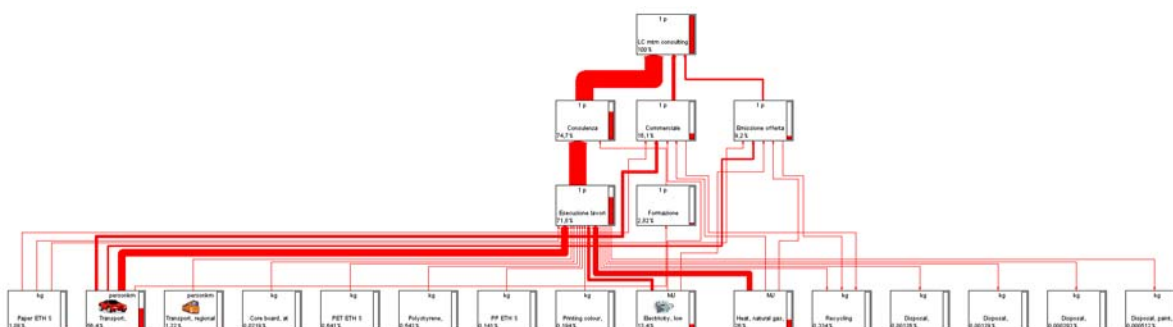 1 p
LC mtm consulting
100%
1 p
Consulenza
74,7%
1 p
Commerciale
16,1%
1 p
Emissione offerta
9,2%
1 p
Esecuzione lavori
71,8%
1 p
Formazione
2,82%
kg
Paper ETH S
personkm
Transport,
personkm
Transport, regional
1,22%
kg
Core board, at
kg
PET ETH S
kg
Polystyrene,
kg
PP ETH S
kg
Printing colour,
MJ
Electricity, low
MJ
Heat, natural gas,
kg
Recycling
kg
Disposal,
kg
Disposal,
kg
Disposal,
kg
Disposal, paint,